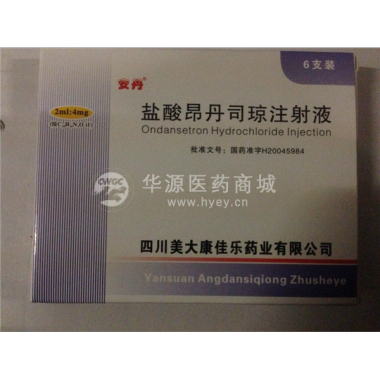 安丹®
6支装
2ml:4mg
盐酸昂丹司琼注射液
Ondansetron Hydrochloride Injection
批准文号：国药准字H20045984
CWGC
华源医药商城
www.hyey.cn
四川美大康佳乐药业有限公司
Yansuan Angdansiqiong Zhusheye